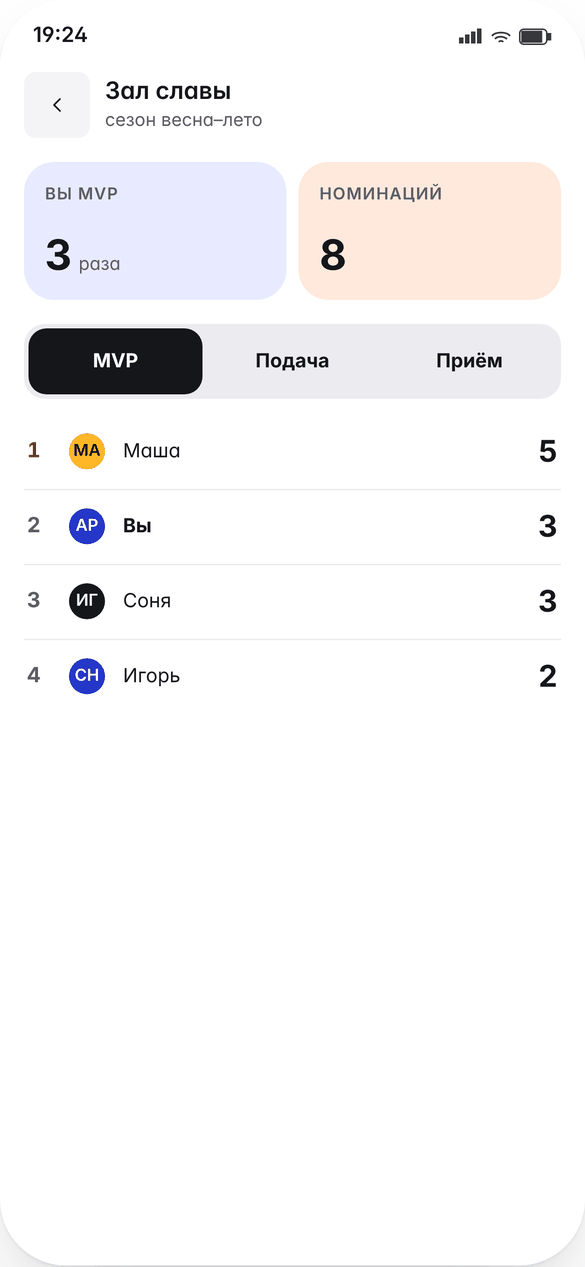 19:24
Зал славы
сезон весна–лето
ВЫ MVP
3 раза
НОМИНАЦИЙ
8
MVP Подача Приём
1 МА Маша 5
2 АР Вы 3
3 ИГ Соня 3
4 СН Игорь 2